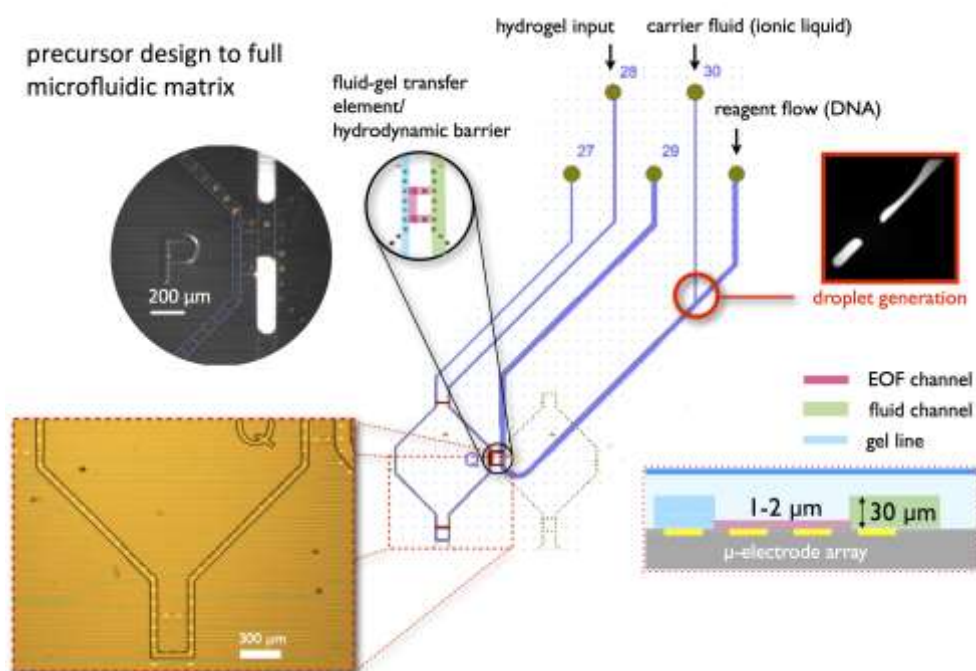 precursor design to full
microfluidic matrix
hydrogel input
carrier fluid (ionic liquid)
28
30
fluid-gel transfer
element/
hydrodynamic barrier
reagent flow (DNA)
27
29
P
200 μm
droplet generation
EOF channel
fluid channel
gel line
Q
Q
1-2 μm
30 μm
μ-electrode array
300 μm